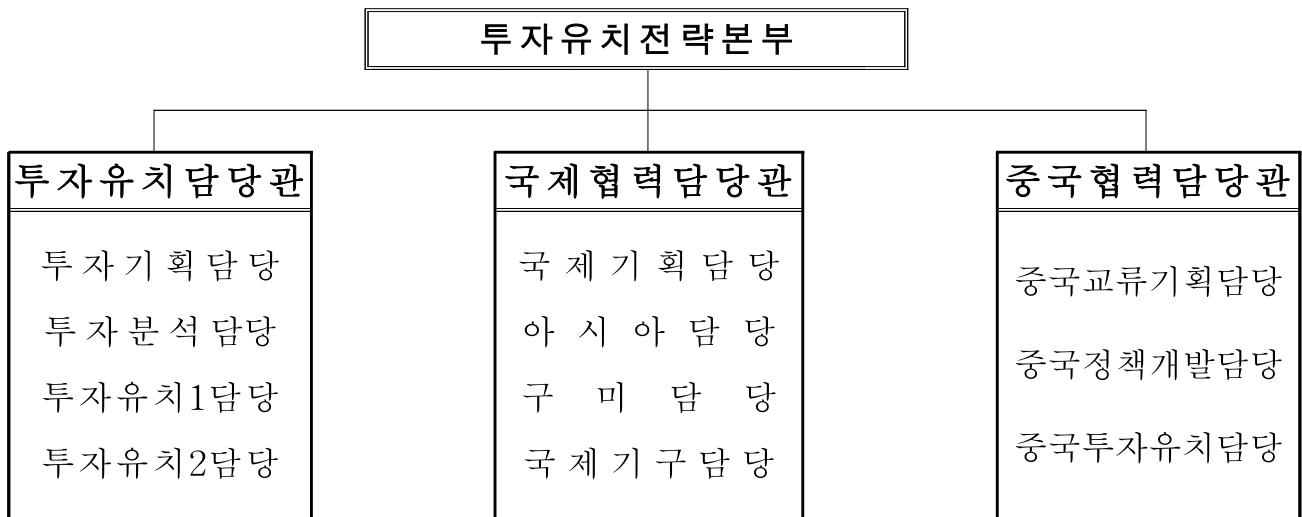 투자유치전략본부
투자유치담당관
투자기획담당
투자분석담당
투자유치1담당
투자유치2담당
국제협력담당관
국제기획담당
아시아담당
구미담당
국제기구담당
중국협력담당관
중국교류기획담당
중국정책개발담당
중국투자유치담당